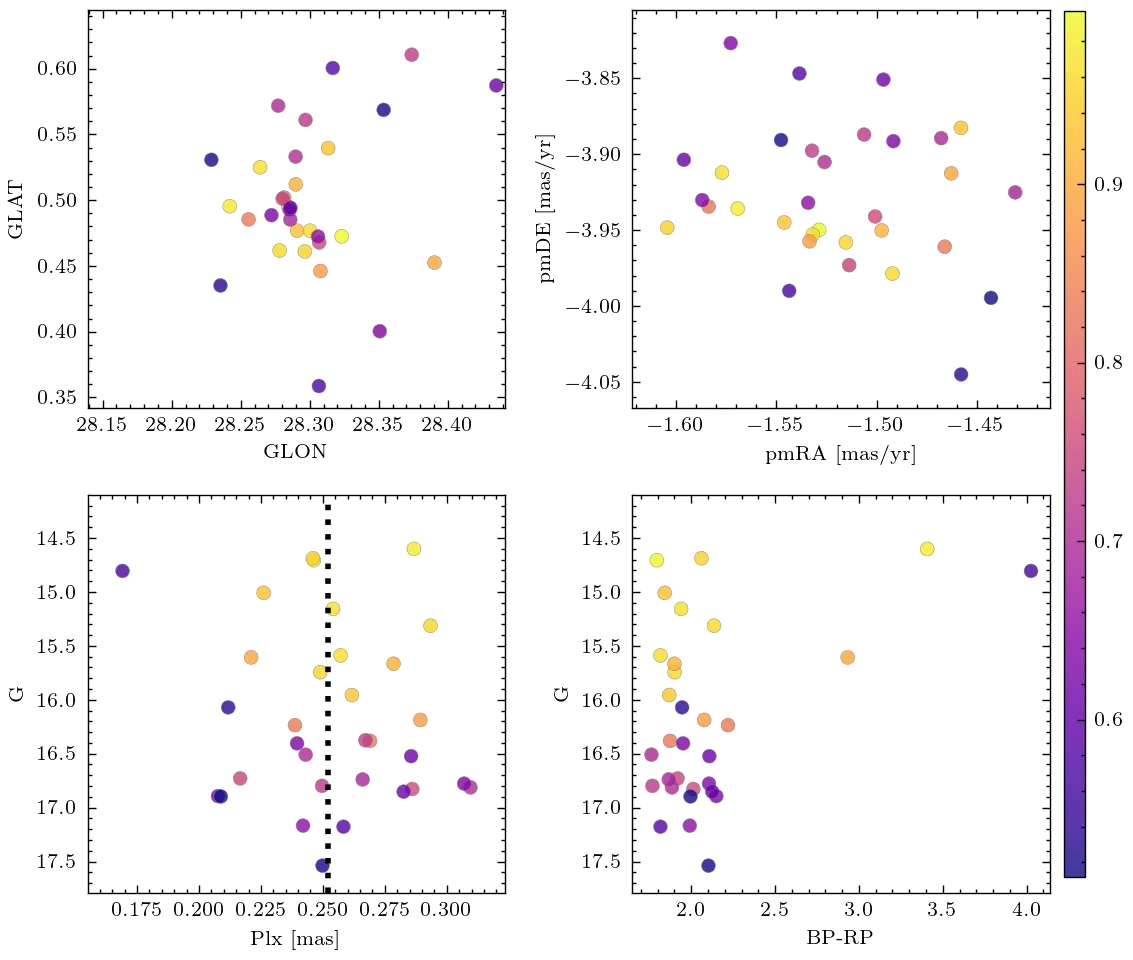 0.60
0.55
0.50
0.45
0.40
0.35
GLAT
28.15 28.20 28.25 28.30 28.35 28.40
GLON
−3.85
−3.90
−3.95
−4.00
−4.05
pmDE [mas/yr]
−1.60 −1.55 −1.50 −1.45
pmRA [mas/yr]
0.9
0.8
0.7
0.6
14.5
15.0
15.5
16.0
16.5
17.0
17.5
G
0.175 0.200 0.225 0.250 0.275 0.300
Plx [mas]
14.5
15.0
15.5
16.0
16.5
17.0
17.5
G
2.0 2.5 3.0 3.5 4.0
BP-RP